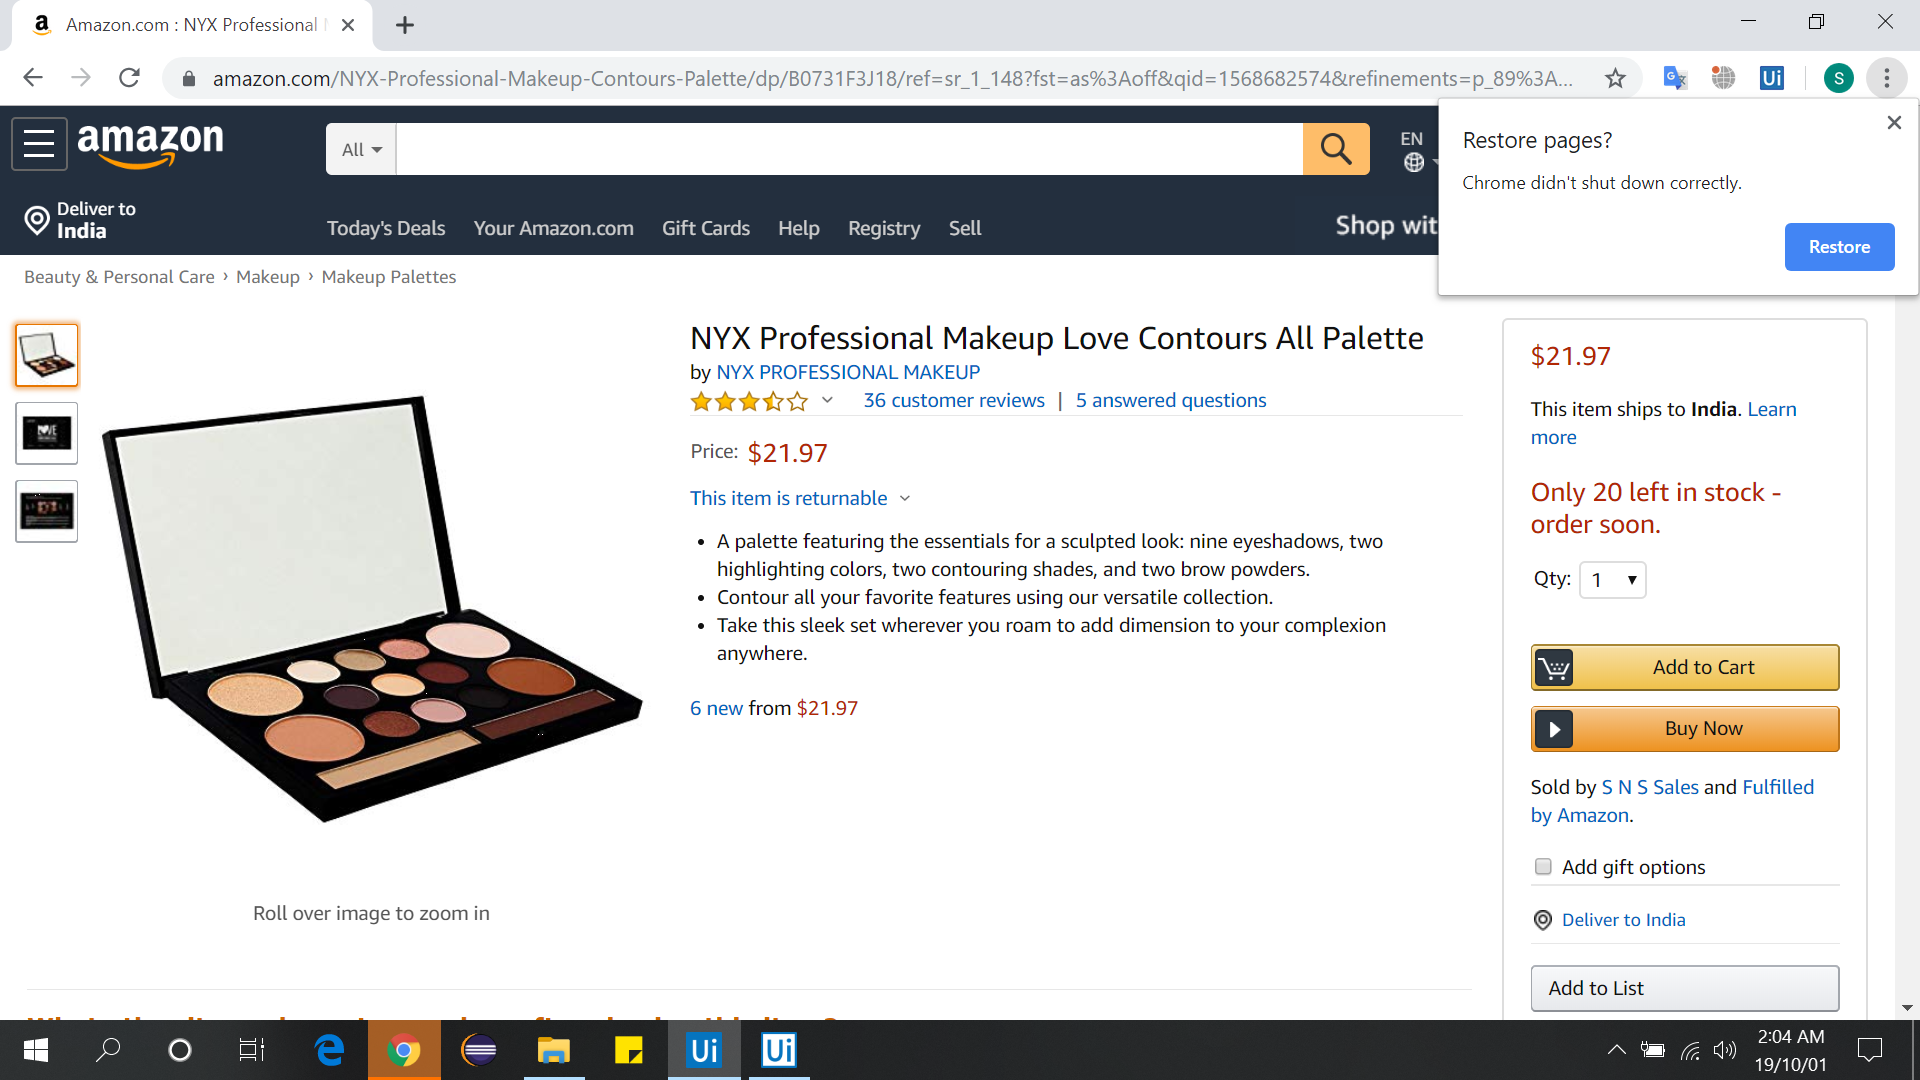 Amazon.com : NYX Professional
amazon.com/NYX-Professional-Makeup-Contours-Palette/dp/B0731F3J18/ref=sr_1_148?fst=as%3Aoff&qid=1568682574&refinements=p_89%3A...
Ui
S
Restore pages?
Chrome didn't shut down correctly.
Restore
amazon
All
EN
Deliver to
India
Today's Deals
Your Amazon.com
Gift Cards
Help
Registry
Sell
Shop wit
Beauty & Personal Care › Makeup › Makeup Palettes
NYX Professional Makeup Love Contours All Palette
by NYX PROFESSIONAL MAKEUP
36 customer reviews | 5 answered questions
Price: $21.97
This item is returnable
• A palette featuring the essentials for a sculpted look: nine eyeshadows, two
highlighting colors, two contouring shades, and two brow powders.
• Contour all your favorite features using our versatile collection.
• Take this sleek set wherever you roam to add dimension to your complexion
anywhere.
6 new from $21.97
Roll over image to zoom in
$21.97
This item ships to India. Learn
more
Only 20 left in stock -
order soon.
Qty: 1
Add to Cart
Buy Now
Sold by S N S Sales and Fulfilled
by Amazon.
Add gift options
Deliver to India
Add to List
Ui
Ui
2:04 AM
19/10/01